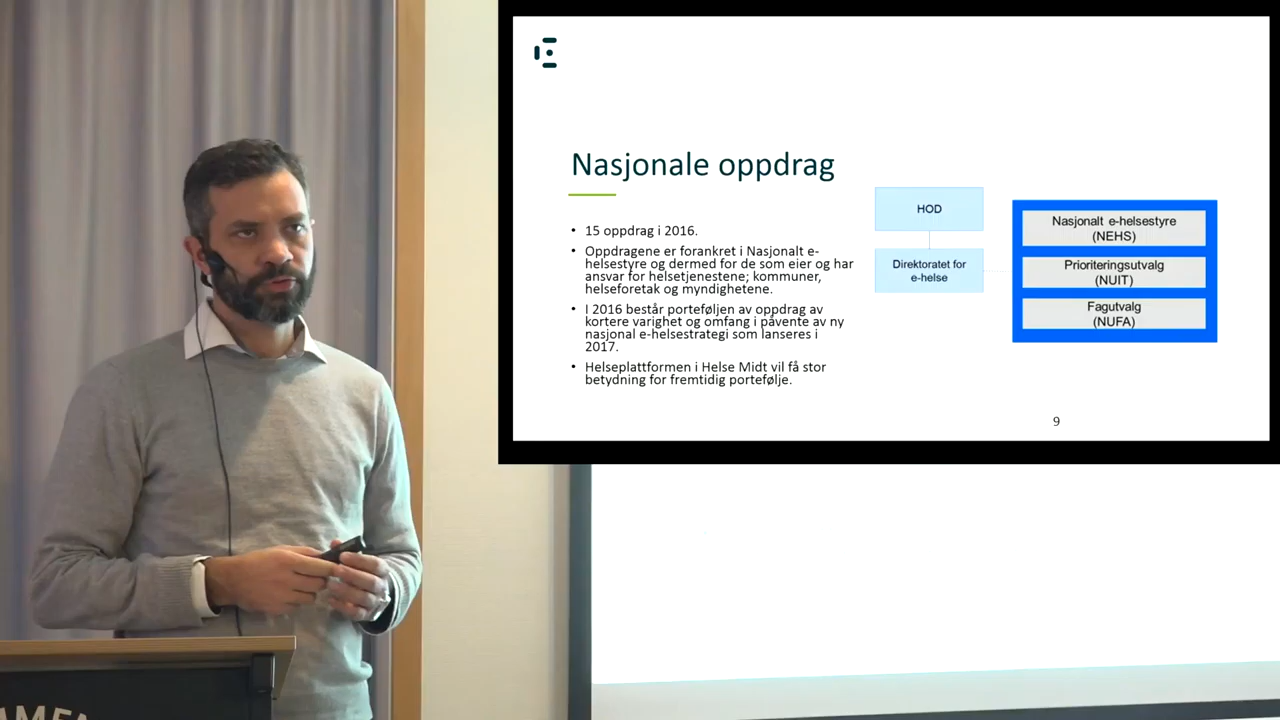 Nasjonale oppdrag
• 15 oppdrag i 2016.
• Oppdragene er forankret i Nasjonalt e-
helsestyre og dermed for de som eier og har
ansvar for helsetjenestene; kommuner,
helseforetak og myndighetene.
• I 2016 består porteføljen av oppdrag av
kortere varighet og omfang i påvente av ny
nasjonal e-helsestrategi som lanseres i
2017.
• Helseplattformen i Helse Midt vil få stor
betydning for fremtidig portefølje.
HOD
Direktoratet for
e-helse
Nasjonalt e-helsestyre
(NEHS)
Prioriteringsutvalg
(NUIT)
Fagutvalg
(NUFA)
9